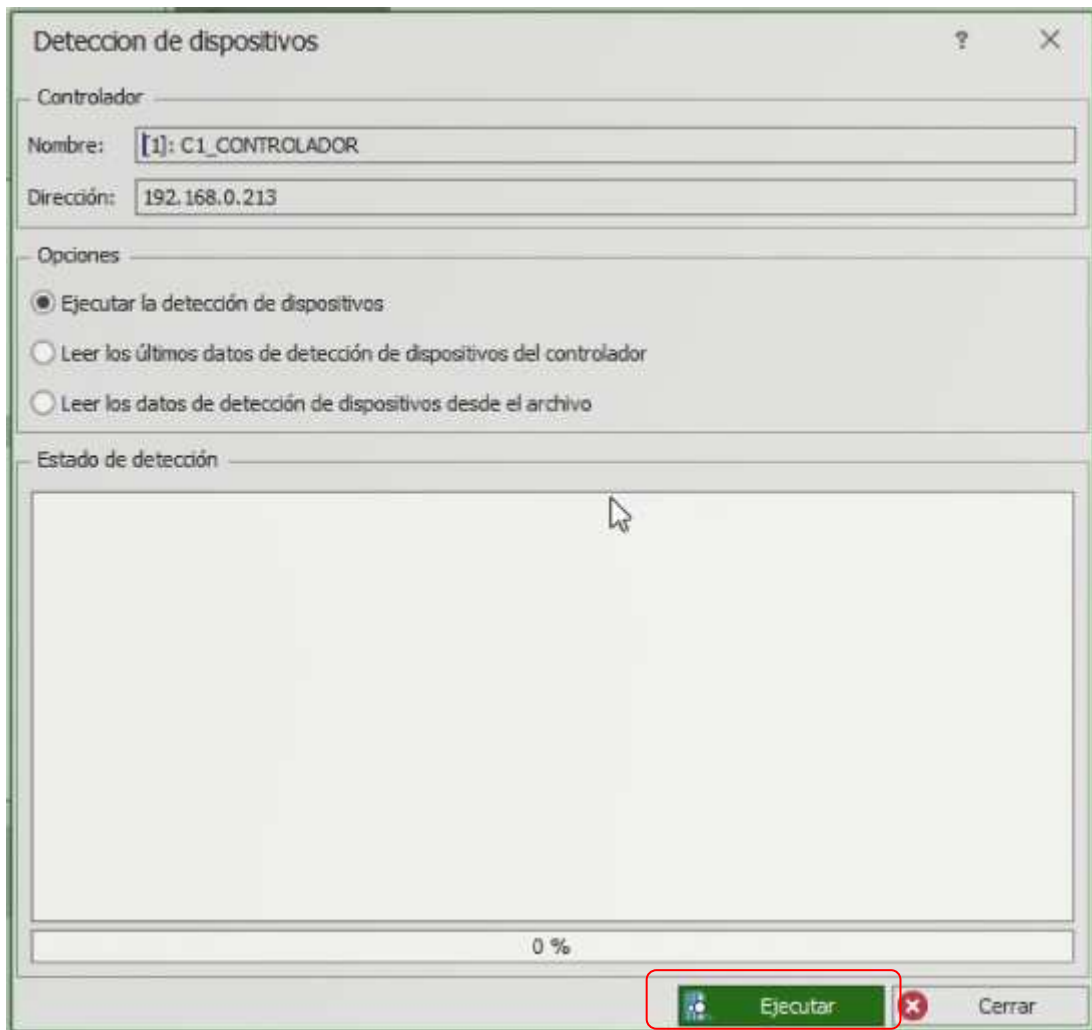 Deteccion de dispositivos ? ×
Controlador
Nombre: [1]: C1_CONTROLADOR
Dirección: 192.168.0.213
Opciones
Ejecutar la detección de dispositivos
Leer los últimos datos de detección de dispositivos del controlador
Leer los datos de detección de dispositivos desde el archivo
Estado de detección
0 %
Ejecutar Cerrar